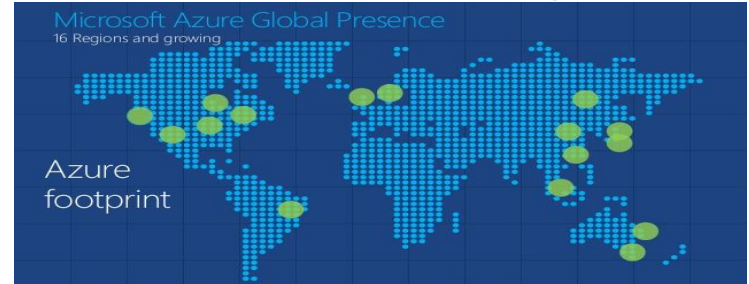 Microsoft Azure Global Presence
16 Regions and growing
Azure
footprint